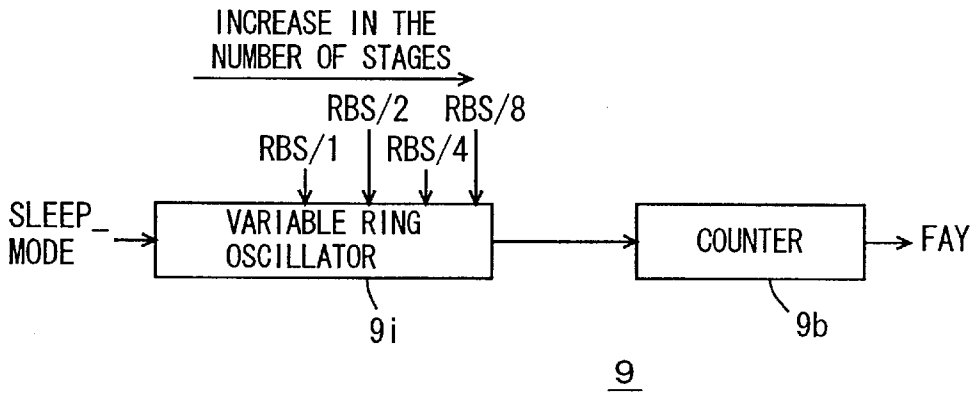 INCREASE IN THE
NUMBER OF STAGES
RBS/2 RBS/8
RBS/1 RBS/4
SLEEP_
MODE
VARIABLE RING
OSCILLATOR
COUNTER
FAY
9i
9b
9